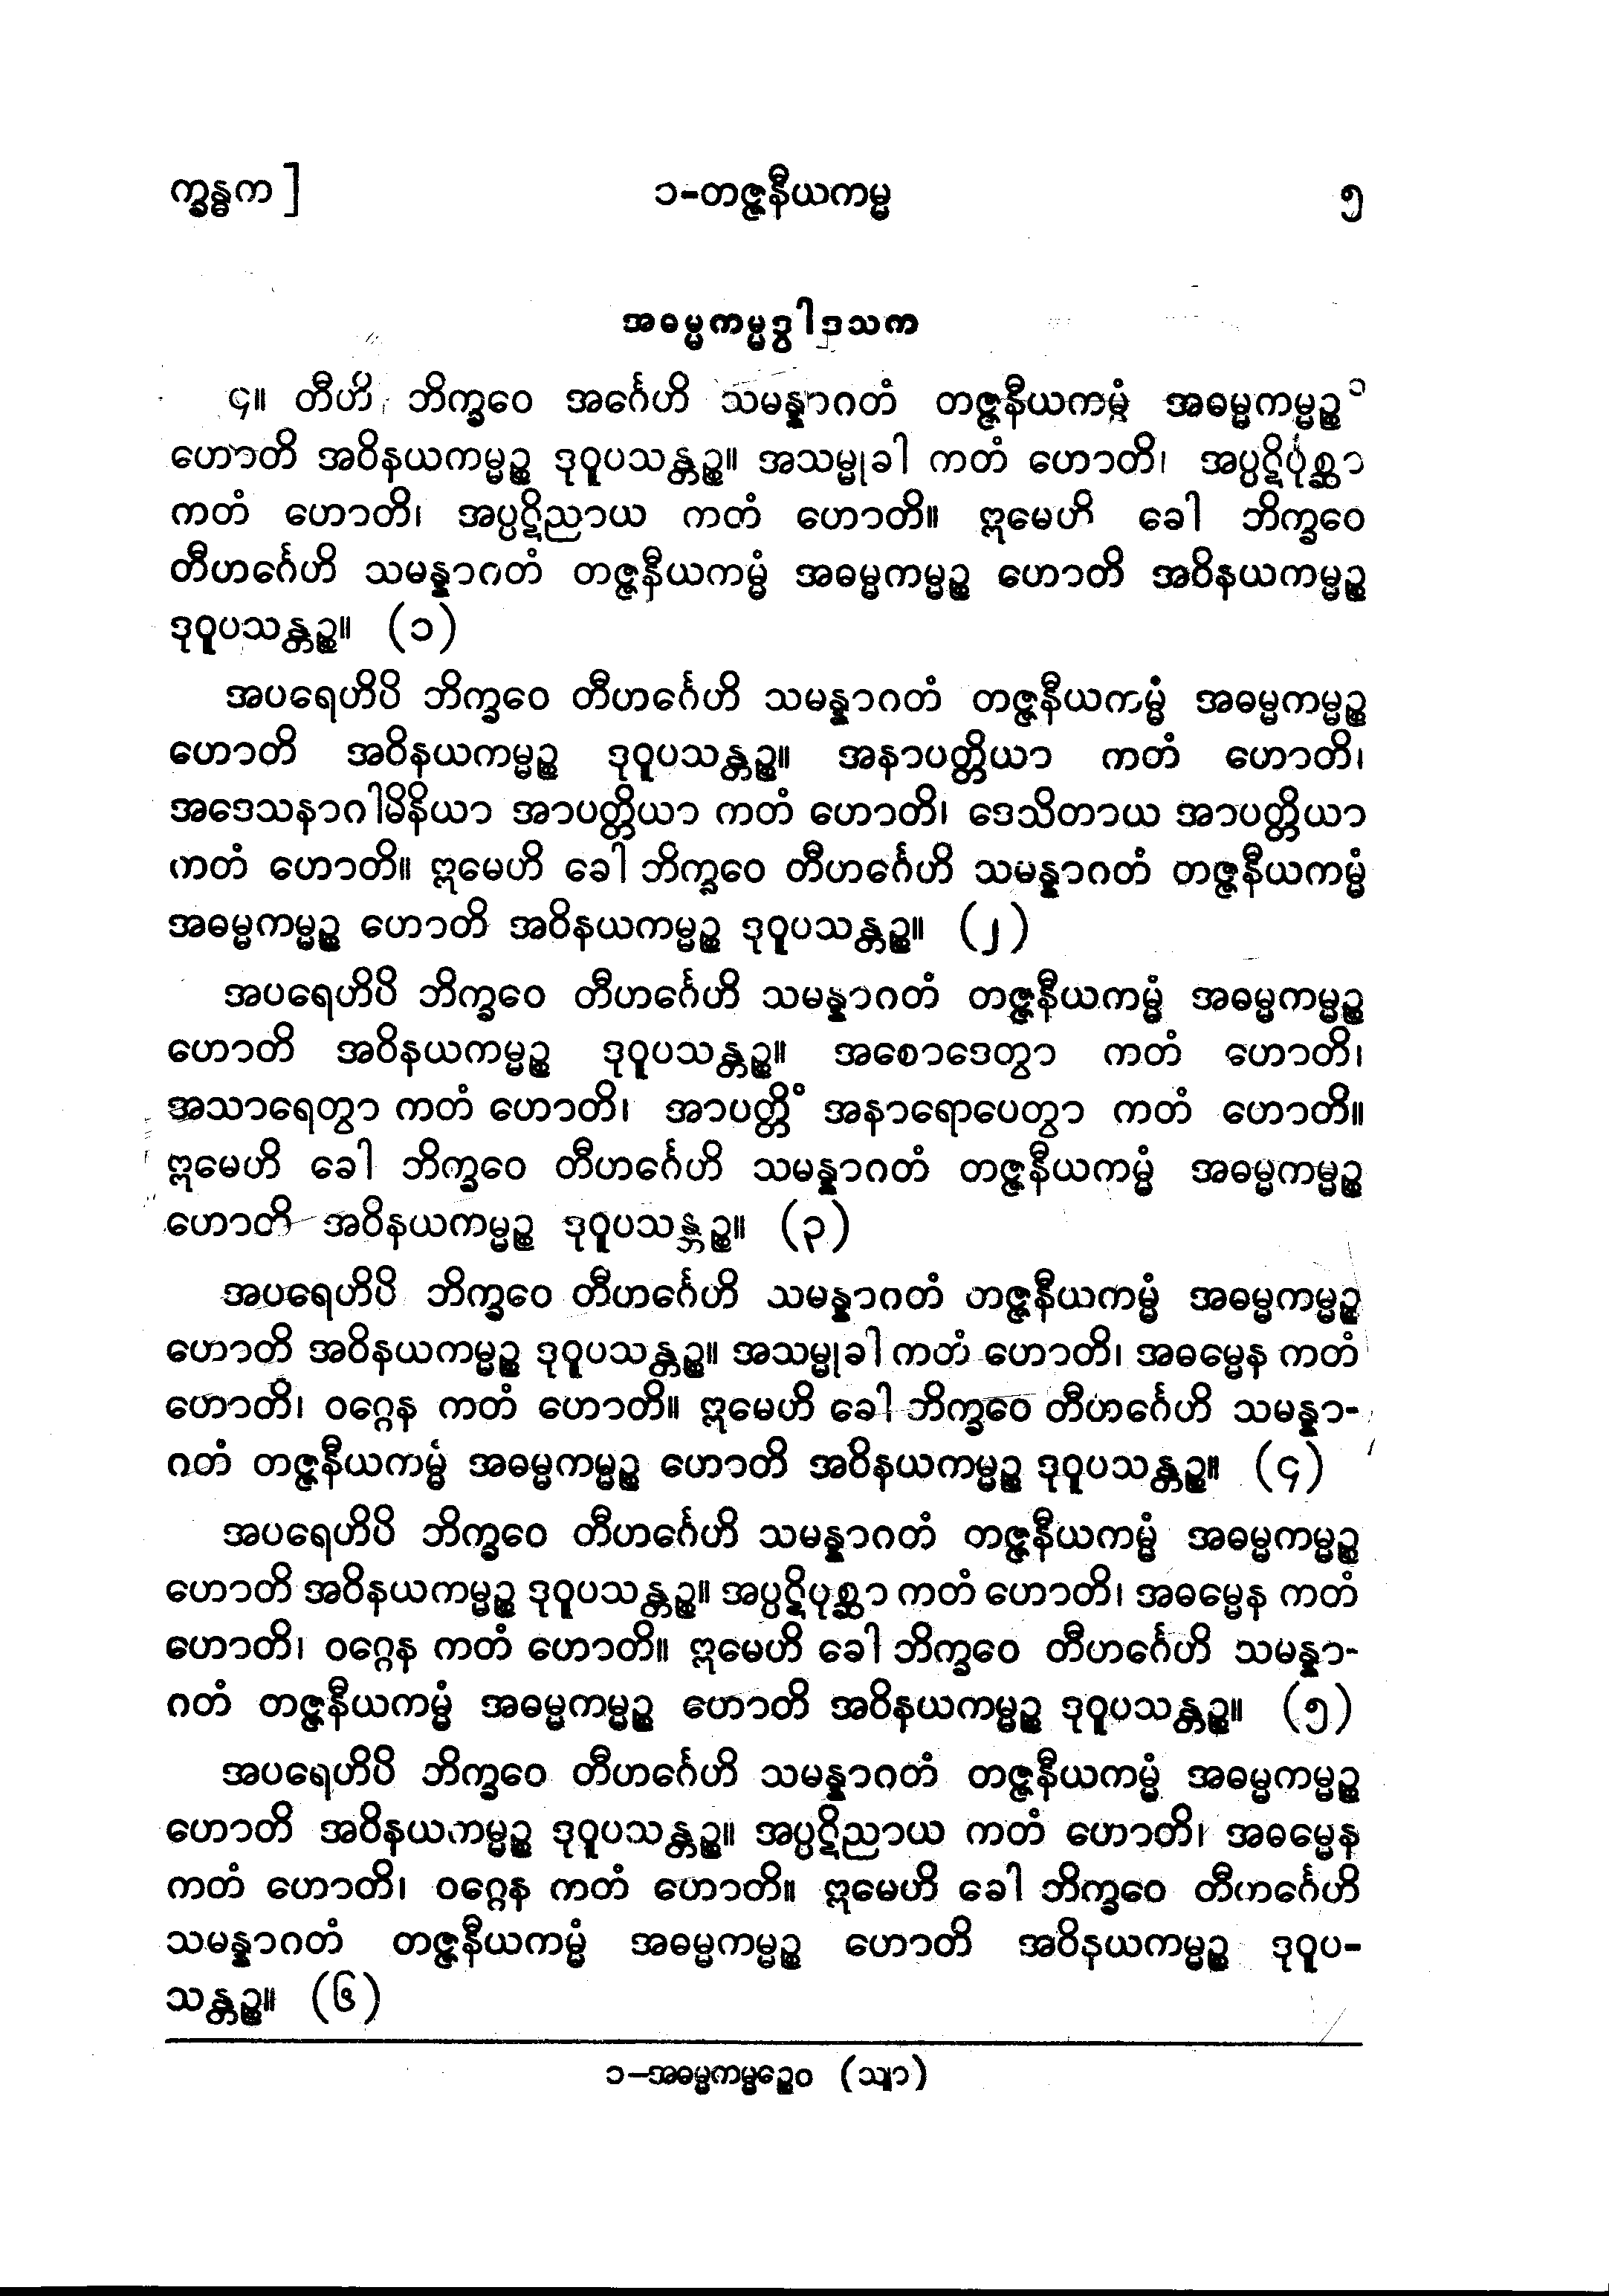 က္ခန္ဓက ]
၁-တဇ္ဇနီယကမ္မ
၅
အဓမ္မကမ္မဒွါဒသက
၄။ တီဟိ ဘိက္ခဝေ အင်္ဂေဟိ သမန္နာဂတံ တဇ္ဇနီယကမ္မံ အဓမ္မကမ္မဉ္စ ၁
ဟောတိ အဝိနယကမ္မဉ္စ ဒုဝူပသန္တဉ္စ။ အသမ္မုခါ ကတံ ဟောတိ၊ အပ္ပဋိပုစ္ဆာ
ကတံ ဟောတိ၊ အပ္ပဋိညာယ ကတံ ဟောတိ။ ဣမေဟိ ခေါ ဘိက္ခဝေ
တီဟင်္ဂေဟိ သမန္နာဂတံ တဇ္ဇနီယကမ္မံ အဓမ္မကမ္မဉ္စ ဟောတိ အဝိနယကမ္မဉ္စ
ဒုဝူပသန္တဉ္စ။ (၁)
အပရေဟိပိ ဘိက္ခဝေ တီဟင်္ဂေဟိ သမန္နာဂတံ တဇ္ဇနီယကမ္မံ အဓမ္မကမ္မဉ္စ
ဟောတိ အဝိနယကမ္မဉ္စ ဒုဝူပသန္တဉ္စ။ အနာပတ္တိယာ ကတံ ဟောတိ၊
အဒေသနာဂါမိနိယာ အာပတ္တိယာ ကတံ ဟောတိ၊ ဒေသိတာယ အာပတ္တိယာ
ကတံ ဟောတိ။ ဣမေဟိ ခေါ ဘိက္ခဝေ တီဟင်္ဂေဟိ သမန္နာဂတံ တဇ္ဇနီယကမ္မံ
အဓမ္မကမ္မဉ္စ ဟောတိ အဝိနယကမ္မဉ္စ ဒုဝူပသန္တဉ္စ။ (၂)
အပရေဟိပိ ဘိက္ခဝေ တီဟင်္ဂေဟိ သမန္နာဂတံ တဇ္ဇနီယကမ္မံ အဓမ္မကမ္မဉ္စ
ဟောတိ အဝိနယကမ္မဉ္စ ဒုဝူပသန္တဉ္စ။ အစောဒေတွာ ကတံ ဟောတိ၊
အသာရေတွာ ကတံ ဟောတိ၊ အာပတ္တိံ အနာရောပေတွာ ကတံ ဟောတိ။
ဣမေဟိ ခေါ ဘိက္ခဝေ တီဟင်္ဂေဟိ သမန္နာဂတံ တဇ္ဇနီယကမ္မံ အဓမ္မကမ္မဉ္စ
ဟောတိ အဝိနယကမ္မဉ္စ ဒုဝူပသန္တဉ္စ။ (၃)
အပရေဟိပိ ဘိက္ခဝေ တီဟင်္ဂေဟိ သမန္နာဂတံ တဇ္ဇနီယကမ္မံ အဓမ္မကမ္မဉ္စ
ဟောတိ အဝိနယကမ္မဉ္စ ဒုဝူပသန္တဉ္စ။ အသမ္မုခါ ကတံ ဟောတိ၊ အဓမ္မေန ကတံ
ဟောတိ၊ ဝဂ္ဂေန ကတံ ဟောတိ။ ဣမေဟိ ခေါ ဘိက္ခဝေ တီဟင်္ဂေဟိ သမန္နာ-
ဂတံ တဇ္ဇနီယကမ္မံ အဓမ္မကမ္မဉ္စ ဟောတိ အဝိနယကမ္မဉ္စ ဒုဝူပသန္တဉ္စ။ (၄)
အပရေဟိပိ ဘိက္ခဝေ တီဟင်္ဂေဟိ သမန္နာဂတံ တဇ္ဇနီယကမ္မံ အဓမ္မကမ္မဉ္စ
ဟောတိ အဝိနယကမ္မဉ္စ ဒုဝူပသန္တဉ္စ။ အပ္ပဋိပုစ္ဆာ ကတံ ဟောတိ၊ အဓမ္မေန ကတံ
ဟောတိ၊ ဝဂ္ဂေန ကတံ ဟောတိ။ ဣမေဟိ ခေါ ဘိက္ခဝေ တီဟင်္ဂေဟိ သမန္နာ-
ဂတံ တဇ္ဇနီယကမ္မံ အဓမ္မကမ္မဉ္စ ဟောတိ အဝိနယကမ္မဉ္စ ဒုဝူပသန္တဉ္စ။ (၅)
အပရေဟိပိ ဘိက္ခဝေ တီဟင်္ဂေဟိ သမန္နာဂတံ တဇ္ဇနီယကမ္မံ အဓမ္မကမ္မဉ္စ
ဟောတိ အဝိနယကမ္မဉ္စ ဒုဝူပသန္တဉ္စ။ အပ္ပဋိညာယ ကတံ ဟောတိ၊ အဓမ္မေန
ကတံ ဟောတိ၊ ဝဂ္ဂေန ကတံ ဟောတိ။ ဣမေဟိ ခေါ ဘိက္ခဝေ တီဟင်္ဂေဟိ
သမန္နာဂတံ တဇ္ဇနီယကမ္မံ အဓမ္မကမ္မဉ္စ ဟောတိ အဝိနယကမ္မဉ္စ ဒုဝူပ-
သန္တဉ္စ။ (၆)
၁-အဓမ္မကမ္မဉ္စေဝ (သျာ)